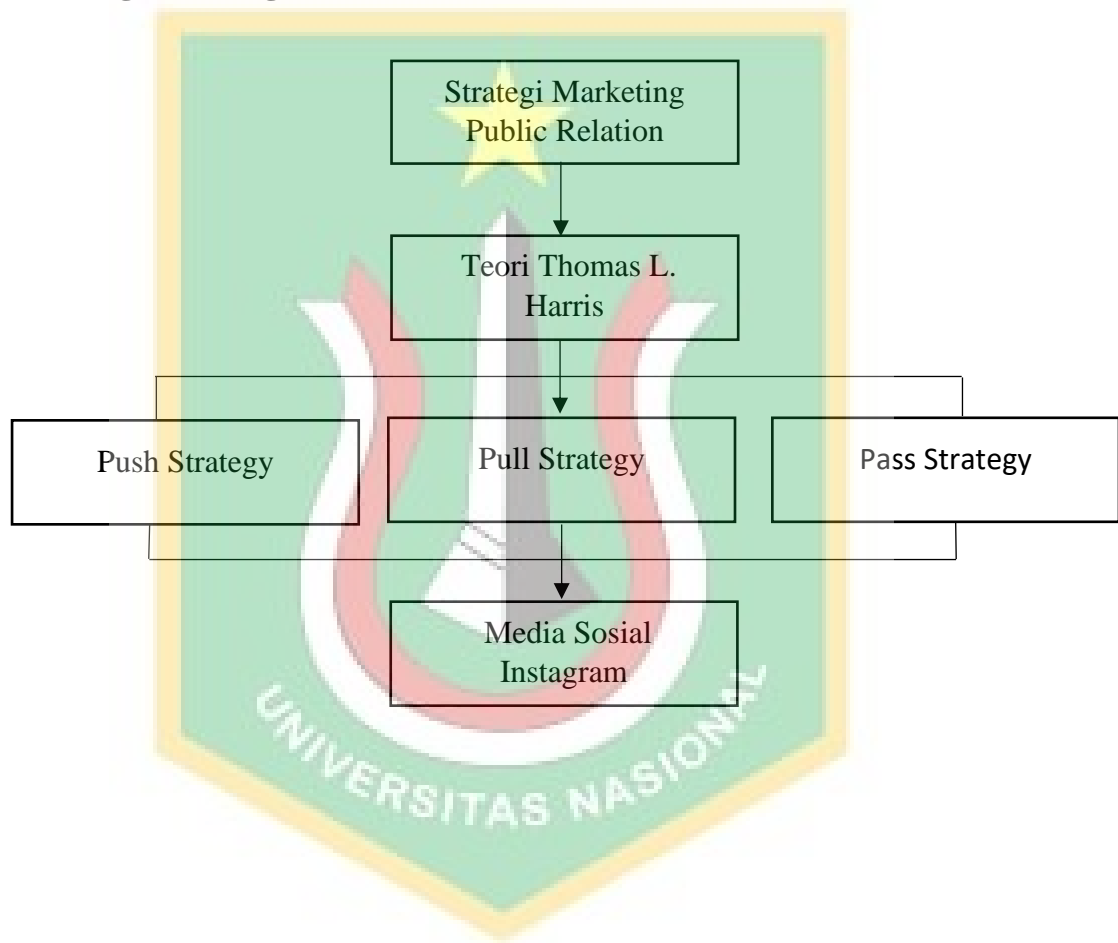 Strategi Marketing
Public Relation
Teori Thomas L.
Harris
Push Strategy
Pull Strategy
Pass Strategy
Media Sosial
Instagram
UNIVERSITAS NASIONAL